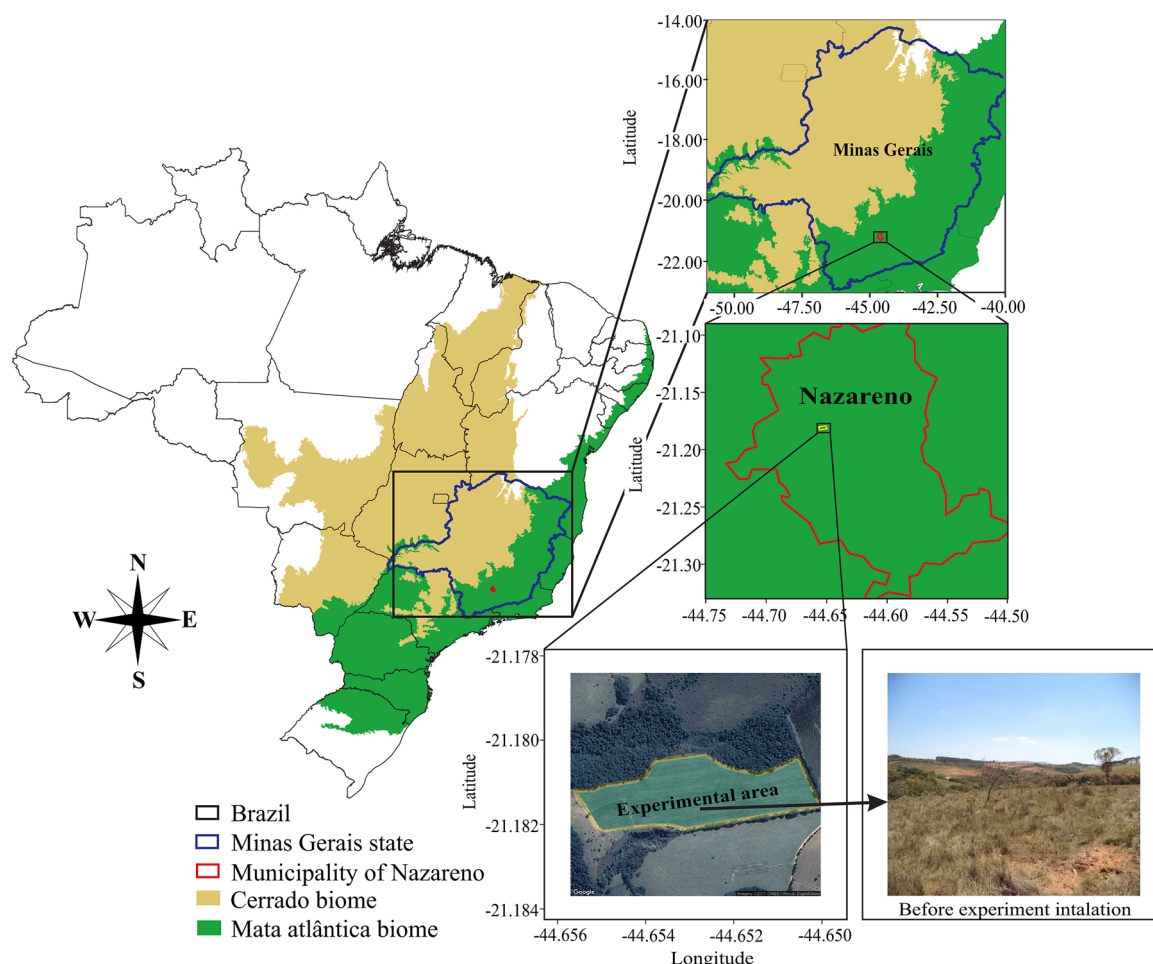 -14.00
-16.00
-18.00
-20.00
-22.00
Latitude
Minas Gerais
-50.00 -47.50 -45.00 -42.50 -40.00
-21.10
-21.15
-21.20
-21.25
-21.30
Latitude
Nazareno
-44.75 -44.70 -44.65 -44.60 -44.55 -44.50
N
W E
S
-21.178
-21.180
-21.182
-21.184
Latitude
Experimental area
Google
-44.656 -44.654 -44.652 -44.650
Longitude
Before experiment intalation
Brazil
Minas Gerais state
Municipality of Nazareno
Cerrado biome
Mata atlântica biome